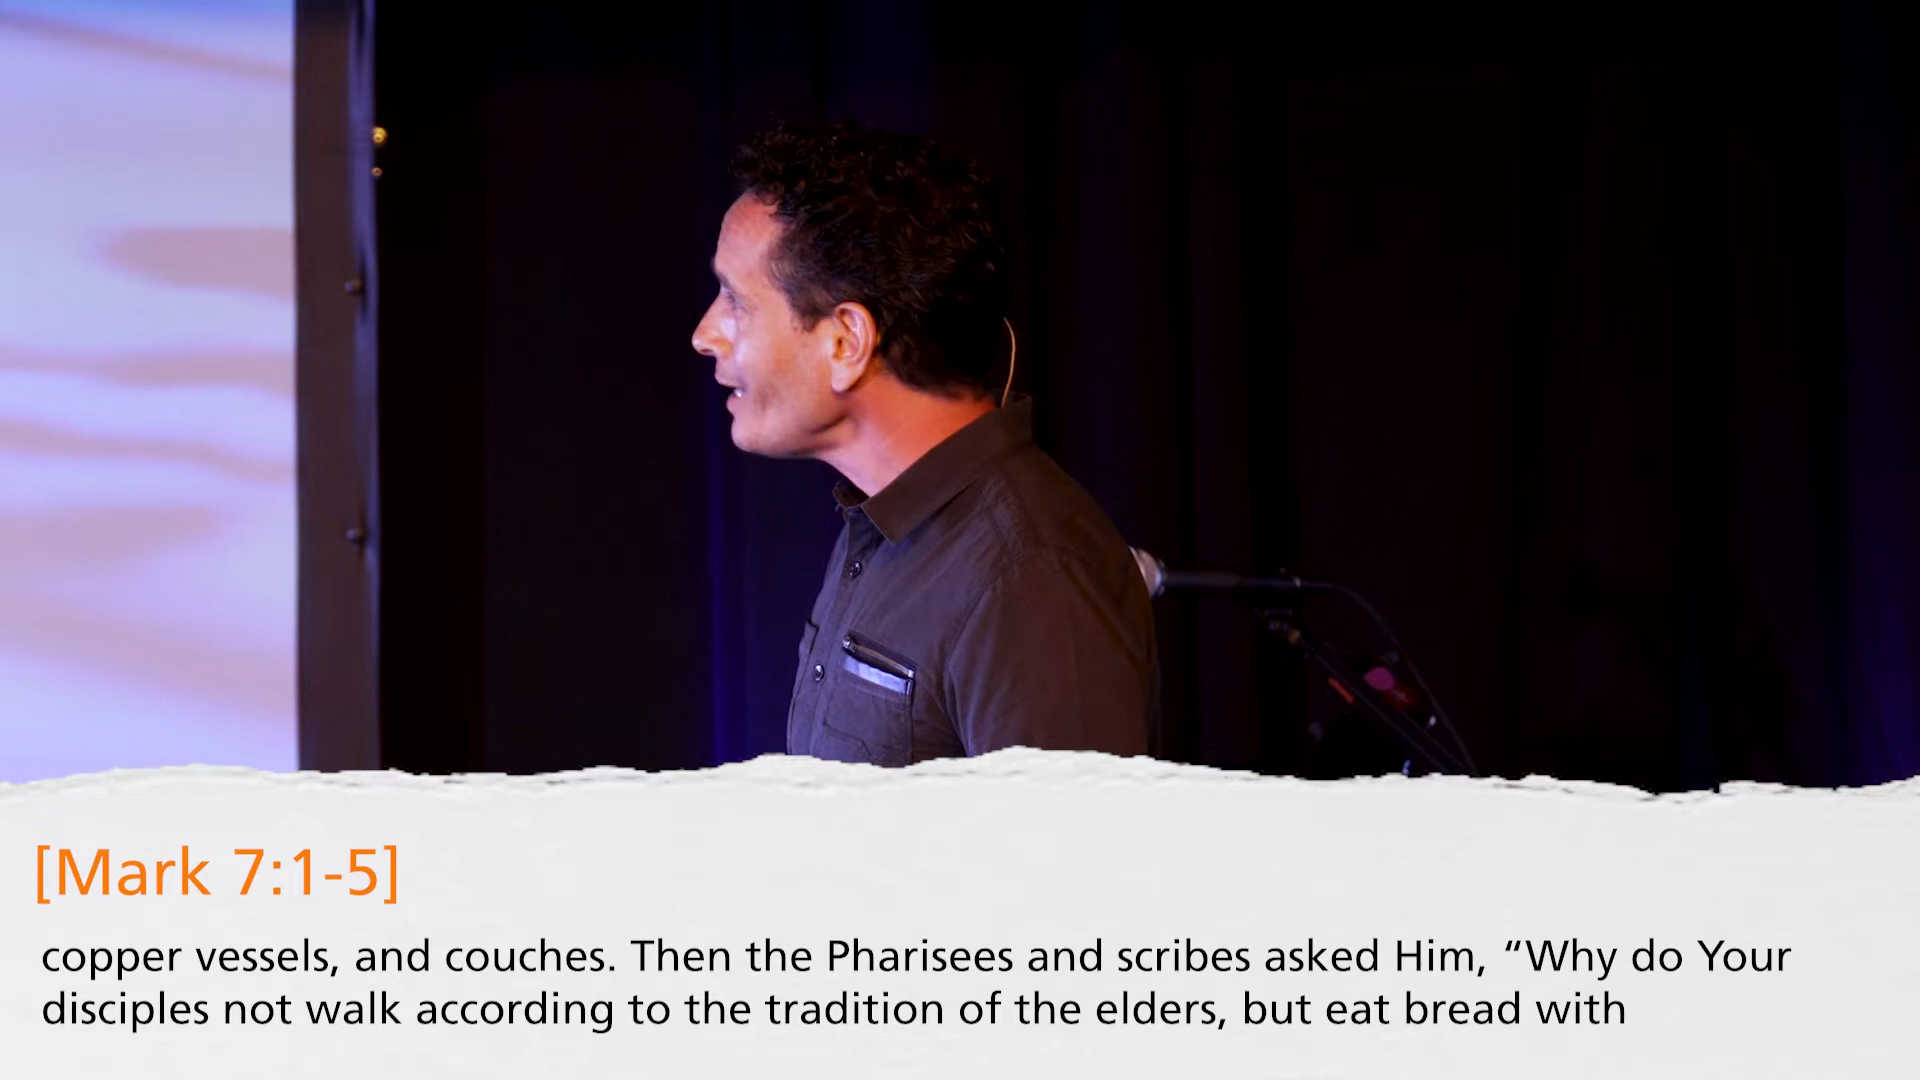 [Mark 7:1-5]
copper vessels, and couches. Then the Pharisees and scribes asked Him, “Why do Your
disciples not walk according to the tradition of the elders, but eat bread with